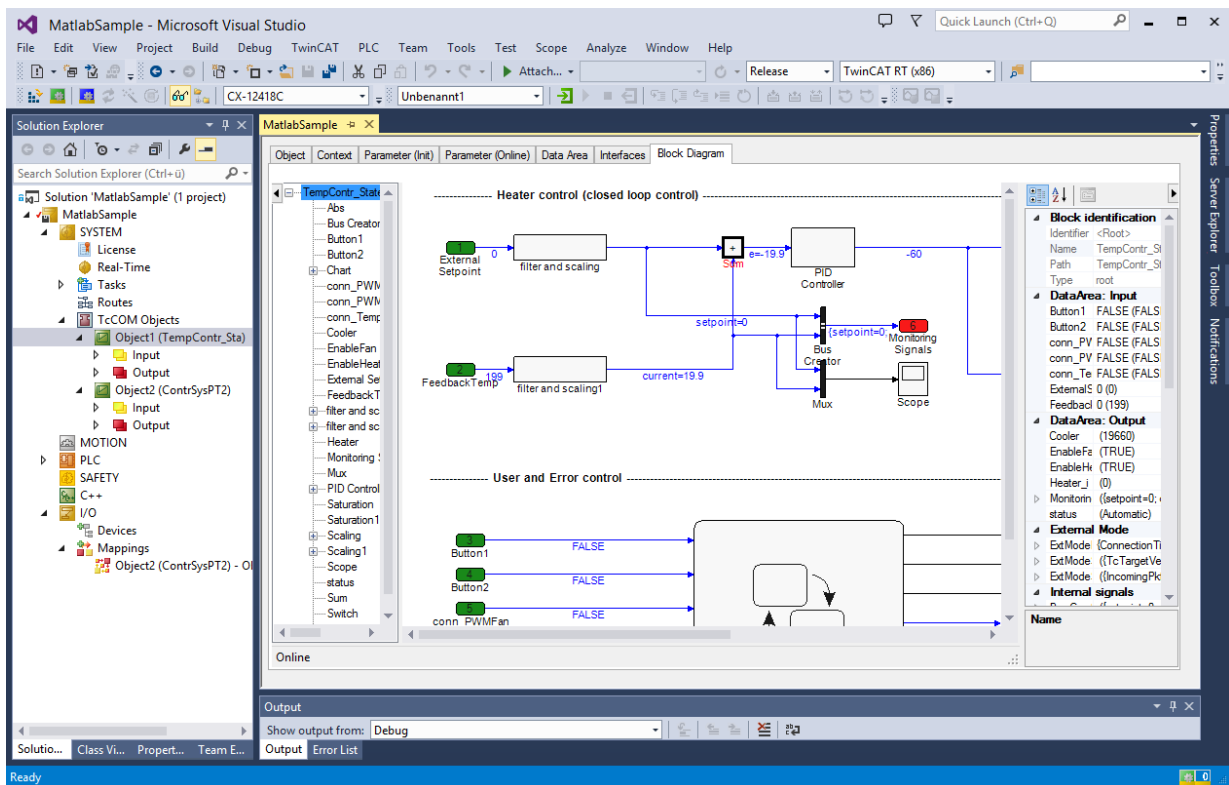 MatlabSample - Microsoft Visual Studio
Quick Launch (Ctrl+Q)
File Edit View Project Build Debug TwinCAT PLC Team Tools Test Scope Analyze Window Help
Attach...
Release
TwinCAT RT (x86)
CX-12418C
Unbenannt1
Solution Explorer
Search Solution Explorer (Ctrl+ü)
Solution 'MatlabSample' (1 project)
MatlabSample
SYSTEM
License
Real-Time
Tasks
Routes
TcCOM Objects
Object1 (TempContr_Sta)
Input
Output
Object2 (ContrSysPT2)
Input
Output
MOTION
PLC
SAFETY
C++
I/O
Devices
Mappings
Object2 (ContrSysPT2) - Ol
Solutio... Class Vi... Propert... Team E...
MatlabSample
Object Context Parameter (Init) Parameter (Online) Data Area Interfaces Block Diagram
TempContr_State
Abs
Bus Creator
Button1
Button2
Chart
conn_PWM
conn_PWM
conn_Temp
Cooler
EnableFan
EnableHeat
External Se
FeedbackT
filter and sc
filter and sc
Heater
Monitoring S
Mux
PID Control
Saturation
Saturation1
Scaling
Scaling1
Scope
status
Sum
Switch
------------- Heater control (closed loop control) -------------
1
External
Setpoint
0
filter and scaling
+
Sum
e=-19.9
PID
Controller
-60
setpoint=0
{setpoint=0;
6
Monitoring
Signals
Bus
Creator
2
FeedbackTemp
199
filter and scaling1
current=19.9
Mux
Scope
------------- User and Error control -------------
3
Button1
FALSE
4
Button2
FALSE
5
conn_PWMFan
FALSE
Online
Block identification
Identifier <Root>
Name TempContr_St
Path TempContr_St
Type root
DataArea: Input
Button1 FALSE (FALS
Button2 FALSE (FALS
conn_PV FALSE (FALS
conn_PV FALSE (FALS
conn_Te FALSE (FALS
ExternalS 0 (0)
Feedbacl 0 (199)
DataArea: Output
Cooler (19660)
EnableFa (TRUE)
EnableHe (TRUE)
Heater_i (0)
Monitorin ({setpoint=0;
status (Automatic)
External Mode
ExtMode {ConnectionTi
ExtMode ({TcTargetVe
ExtMode ({IncomingPkt
Internal signals
Name
Properties
Server Explorer
Toolbox
Notifications
Output
Show output from: Debug
Output Error List
Ready
0